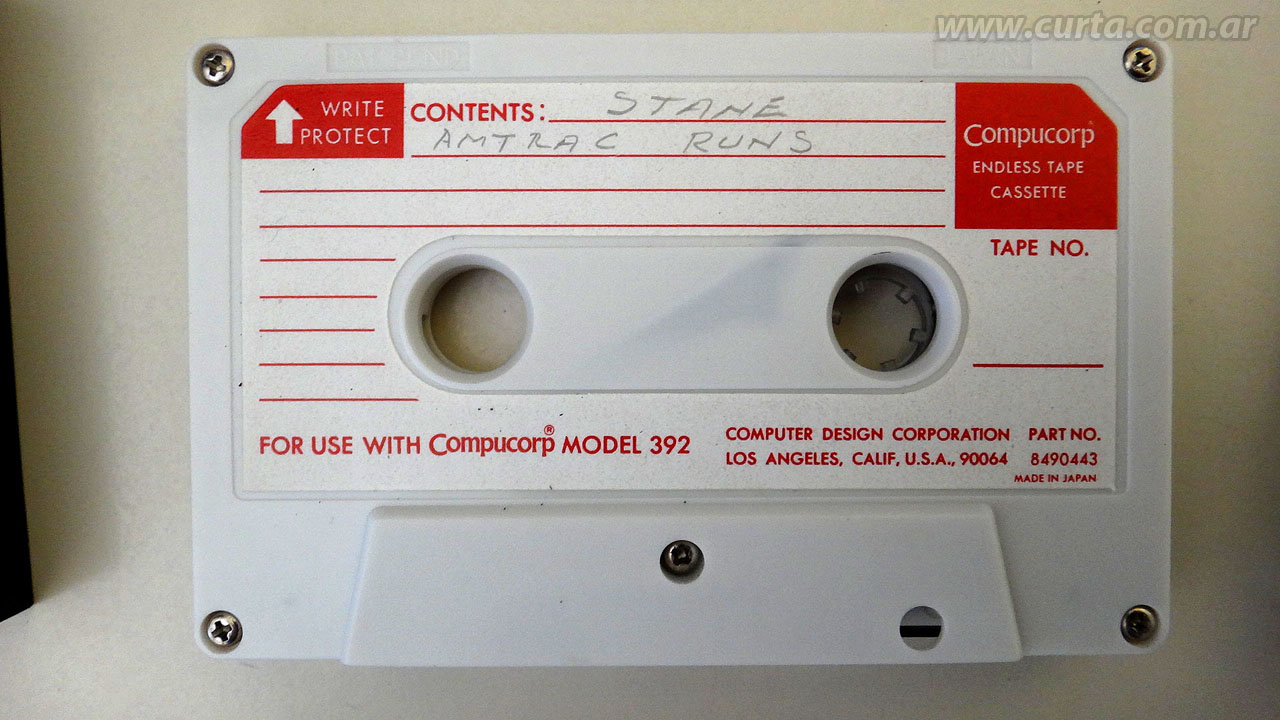 www.curta.com.ar
WRITE
PROTECT
CONTENTS: STANE
AMTRAC RUNS
Compucorp®
ENDLESS TAPE
CASSETTE
TAPE NO.
FOR USE WITH Compucorp® MODEL 392
COMPUTER DESIGN CORPORATION PART NO.
LOS ANGELES, CALIF, U.S.A., 90064 8490443
MADE IN JAPAN